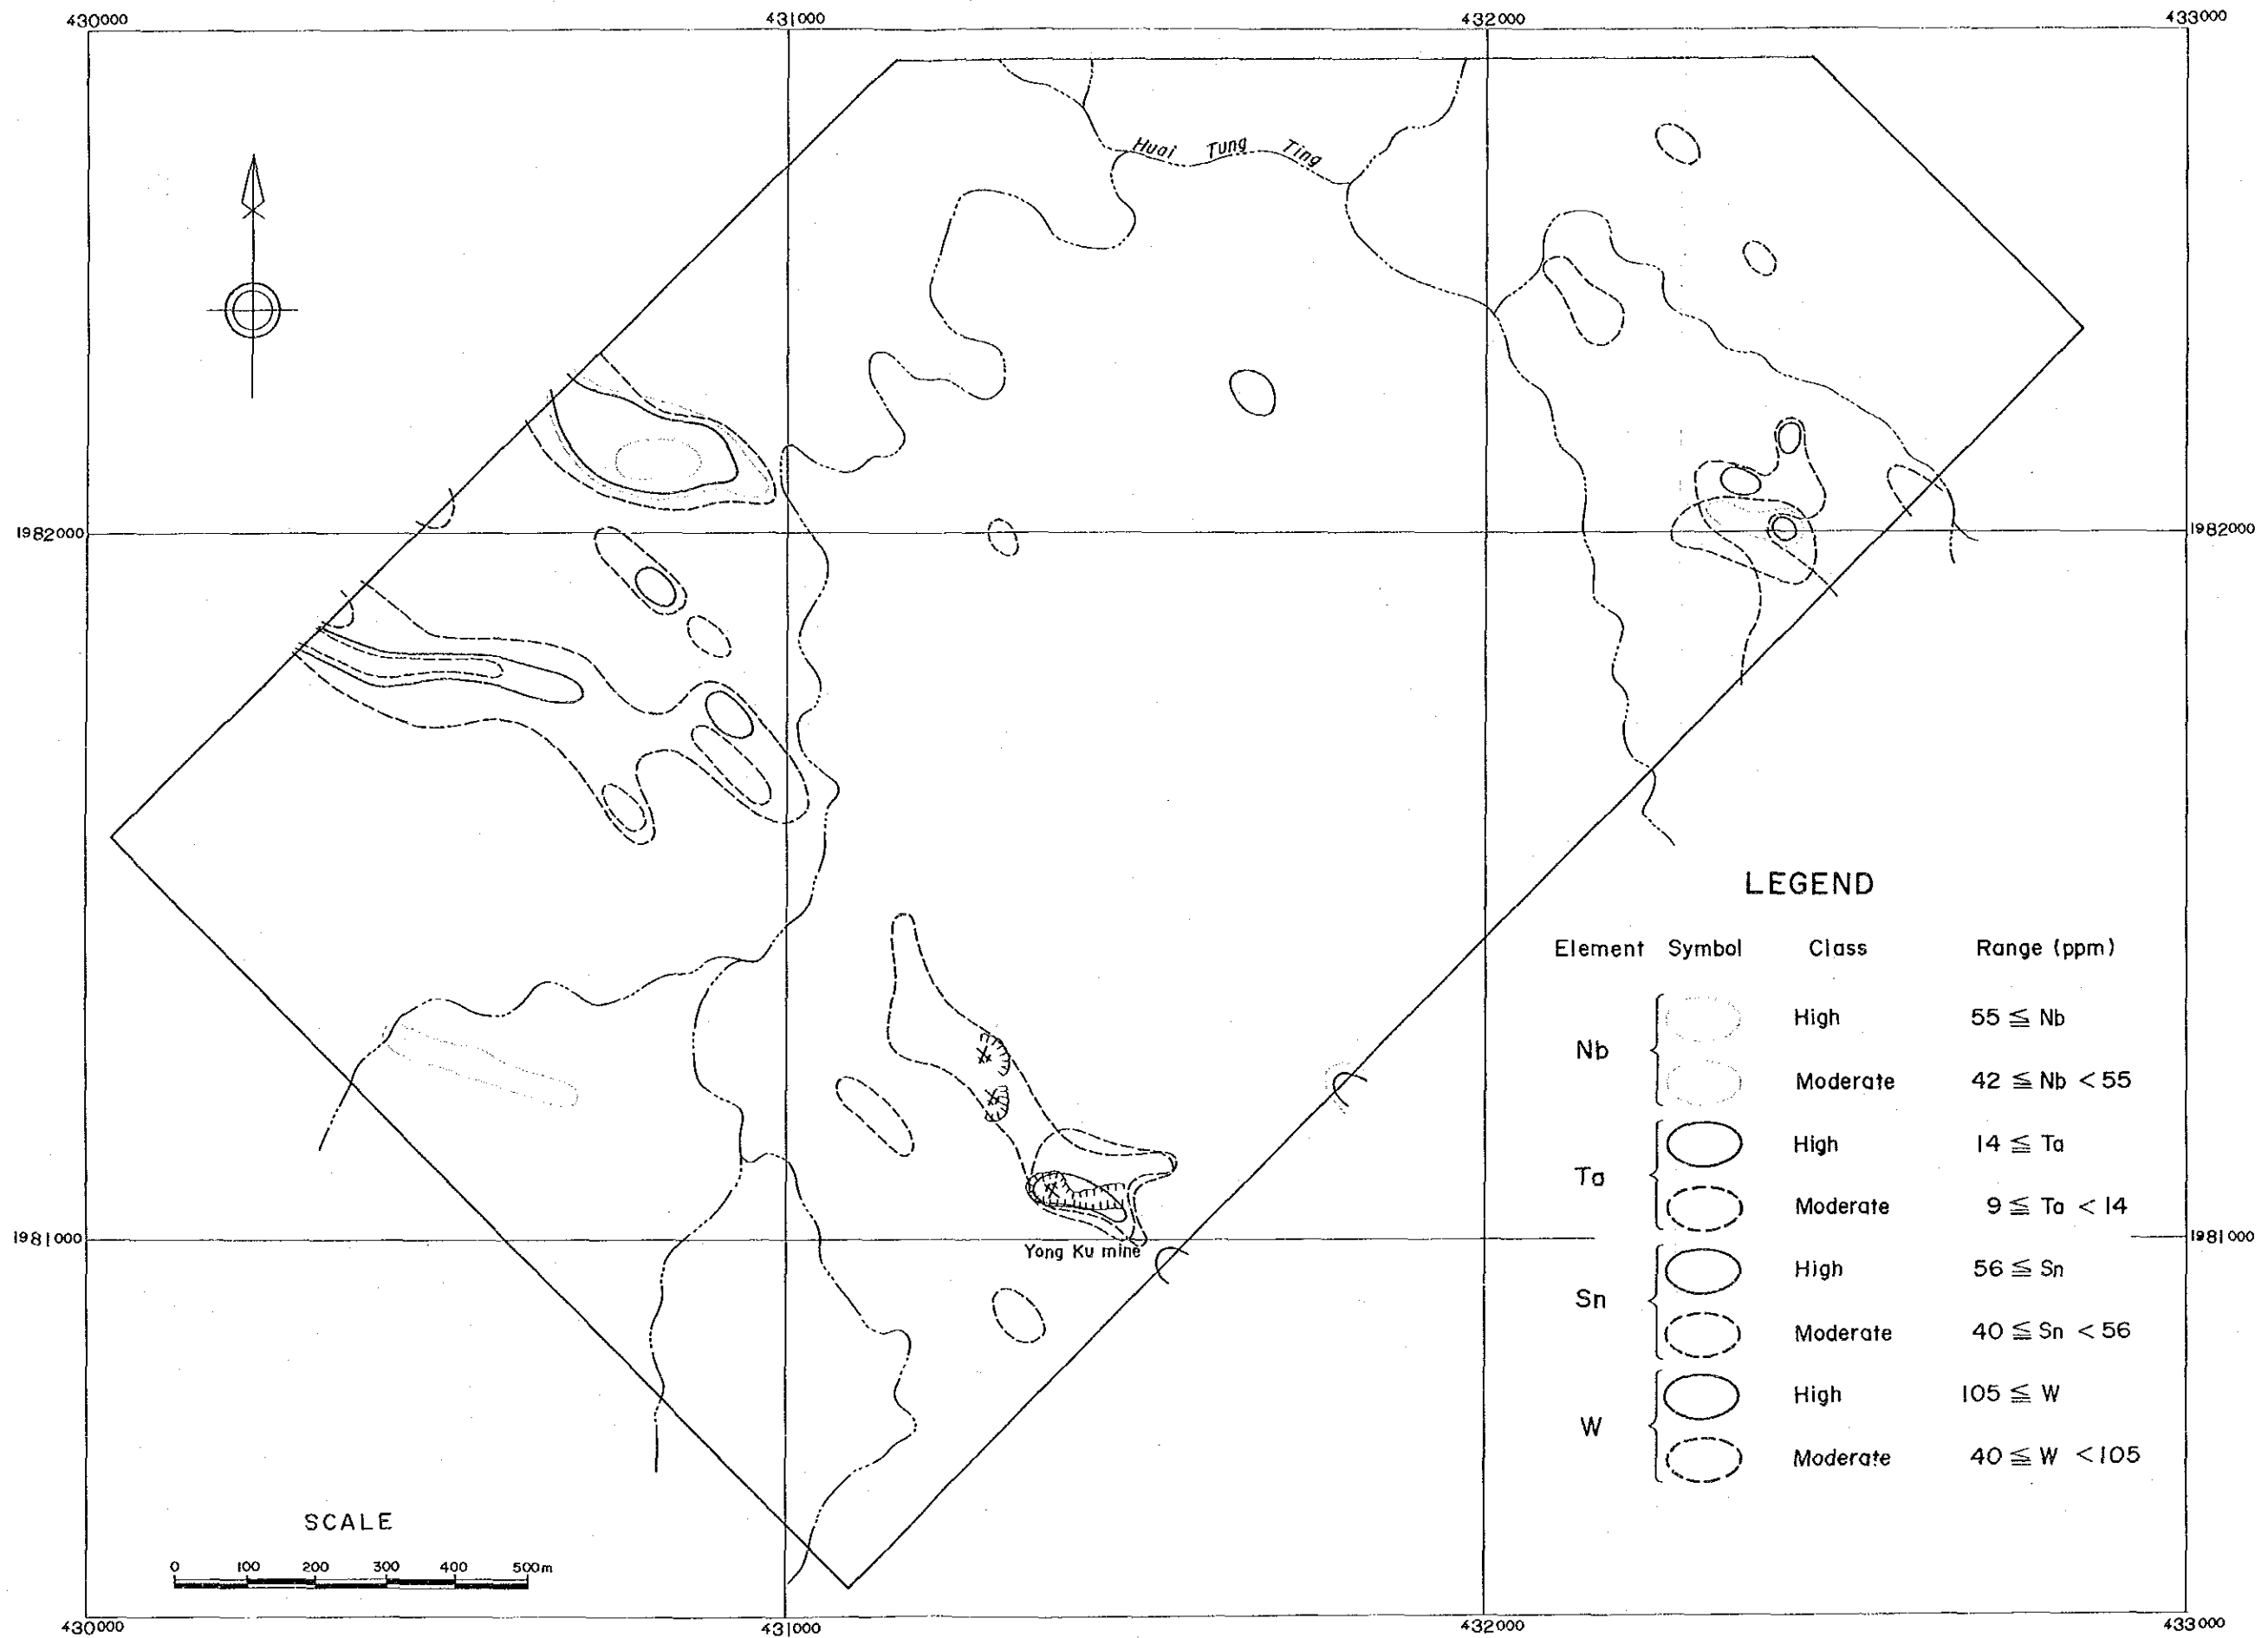 430000 431000 432000 433000
Huai Tung Ting
1982000 1982000
LEGEND
Element Symbol Class Range (ppm)
Nb
High 55 ≦ Nb
Moderate 42 ≦ Nb < 55
Ta
High 14 ≦ Ta
Moderate 9 ≦ Ta < 14
Sn
High 56 ≦ Sn
Moderate 40 ≦ Sn < 56
W
High 105 ≦ W
Moderate 40 ≦ W < 105
1981000 1981000
Yong Ku mine
SCALE
0 100 200 300 400 500m
430000 431000 432000 433000